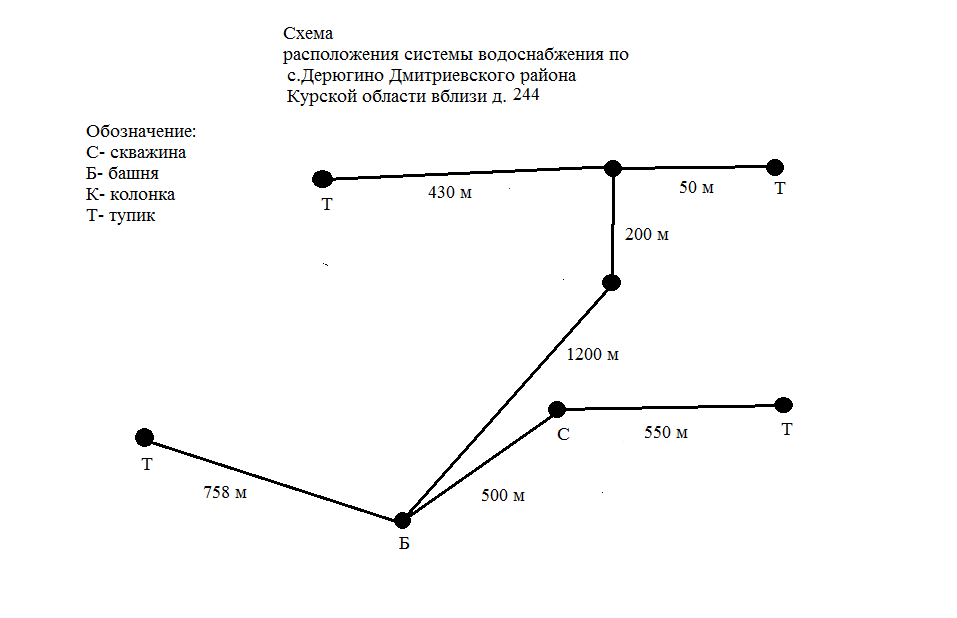 Схема
расположения системы водоснабжения по
с.Дерюгино Дмитриевского района
Курской области вблизи д. 244
Обозначение:
С- скважина
Б- башня
К- колонка
Т- тупик
430 м
50 м
Т
Т
200 м
1200 м
С
550 м
Т
Т
758 м
500 м
Б